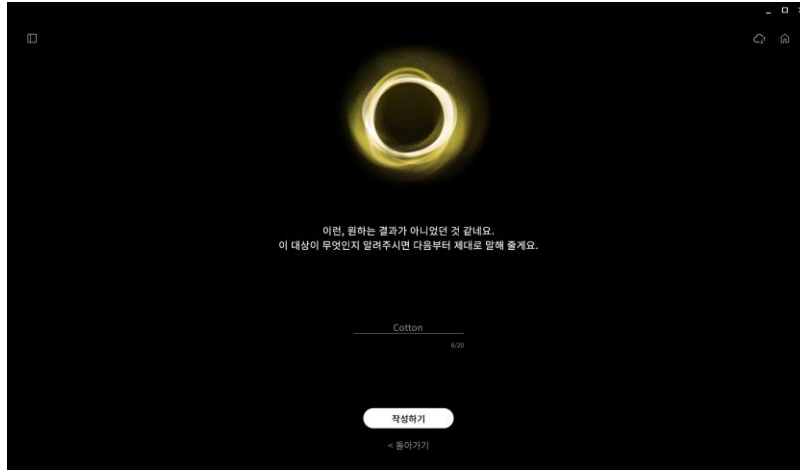 이런, 원하는 결과가 아니었던 것 같네요.
이 대상이 무엇인지 알려주시면 다음부터 제대로 말해 줄게요.
Cotton
6/20
작성하기
< 돌아가기